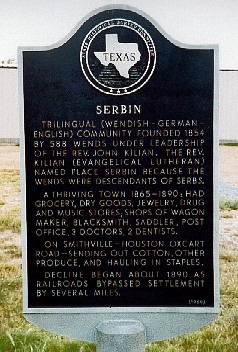 TEXAS
SERBIN
TRILINGUAL (WENDISH-GERMAN-
ENGLISH) COMMUNITY FOUNDED 1854
BY 588 WENDS UNDER LEADERSHIP
OF THE REV. JOHN KILIAN. THE REV.
KILIAN (EVANGELICAL LUTHERAN)
NAMED PLACE SERBIN BECAUSE THE
WENDS WERE DESCENDANTS OF SERBS.
A THRIVING TOWN 1865-1890; HAD
GROCERY, DRY GOODS, JEWELRY, DRUG
AND MUSIC STORES; SHOPS OF WAGON
MAKER, BLACKSMITH, SADDLER; POST
OFFICE, 3 DOCTORS, 2 DENTISTS.
ON SMITHVILLE-HOUSTON OXCART
ROAD-SENDING OUT COTTON, OTHER
PRODUCE, AND HAULING IN STAPLES.
DECLINE BEGAN ABOUT 1890 AS
RAILROADS BYPASSED SETTLEMENT
BY SEVERAL MILES.